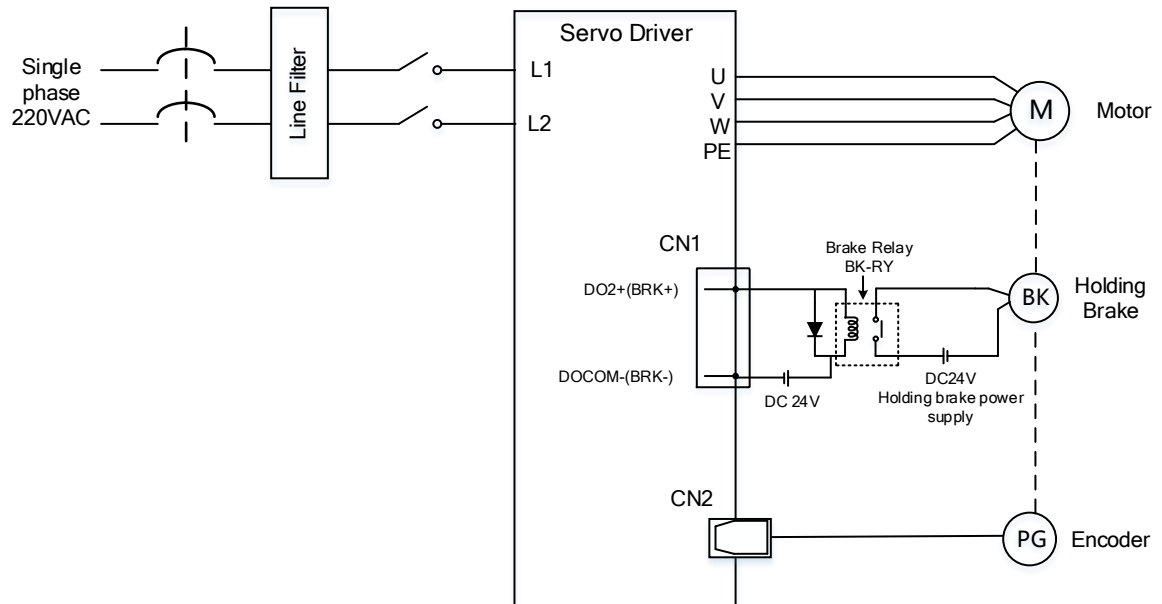 Servo Driver
Single
phase
220VAC
Line Filter
L1
L2
U
V
W
PE
M
Motor
CN1
Brake Relay
BK-RY
DO2+(BRK+)
BK
Holding
Brake
DOCOM-(BRK-)
DC 24V
DC24V
Holding brake power
supply
CN2
PG
Encoder